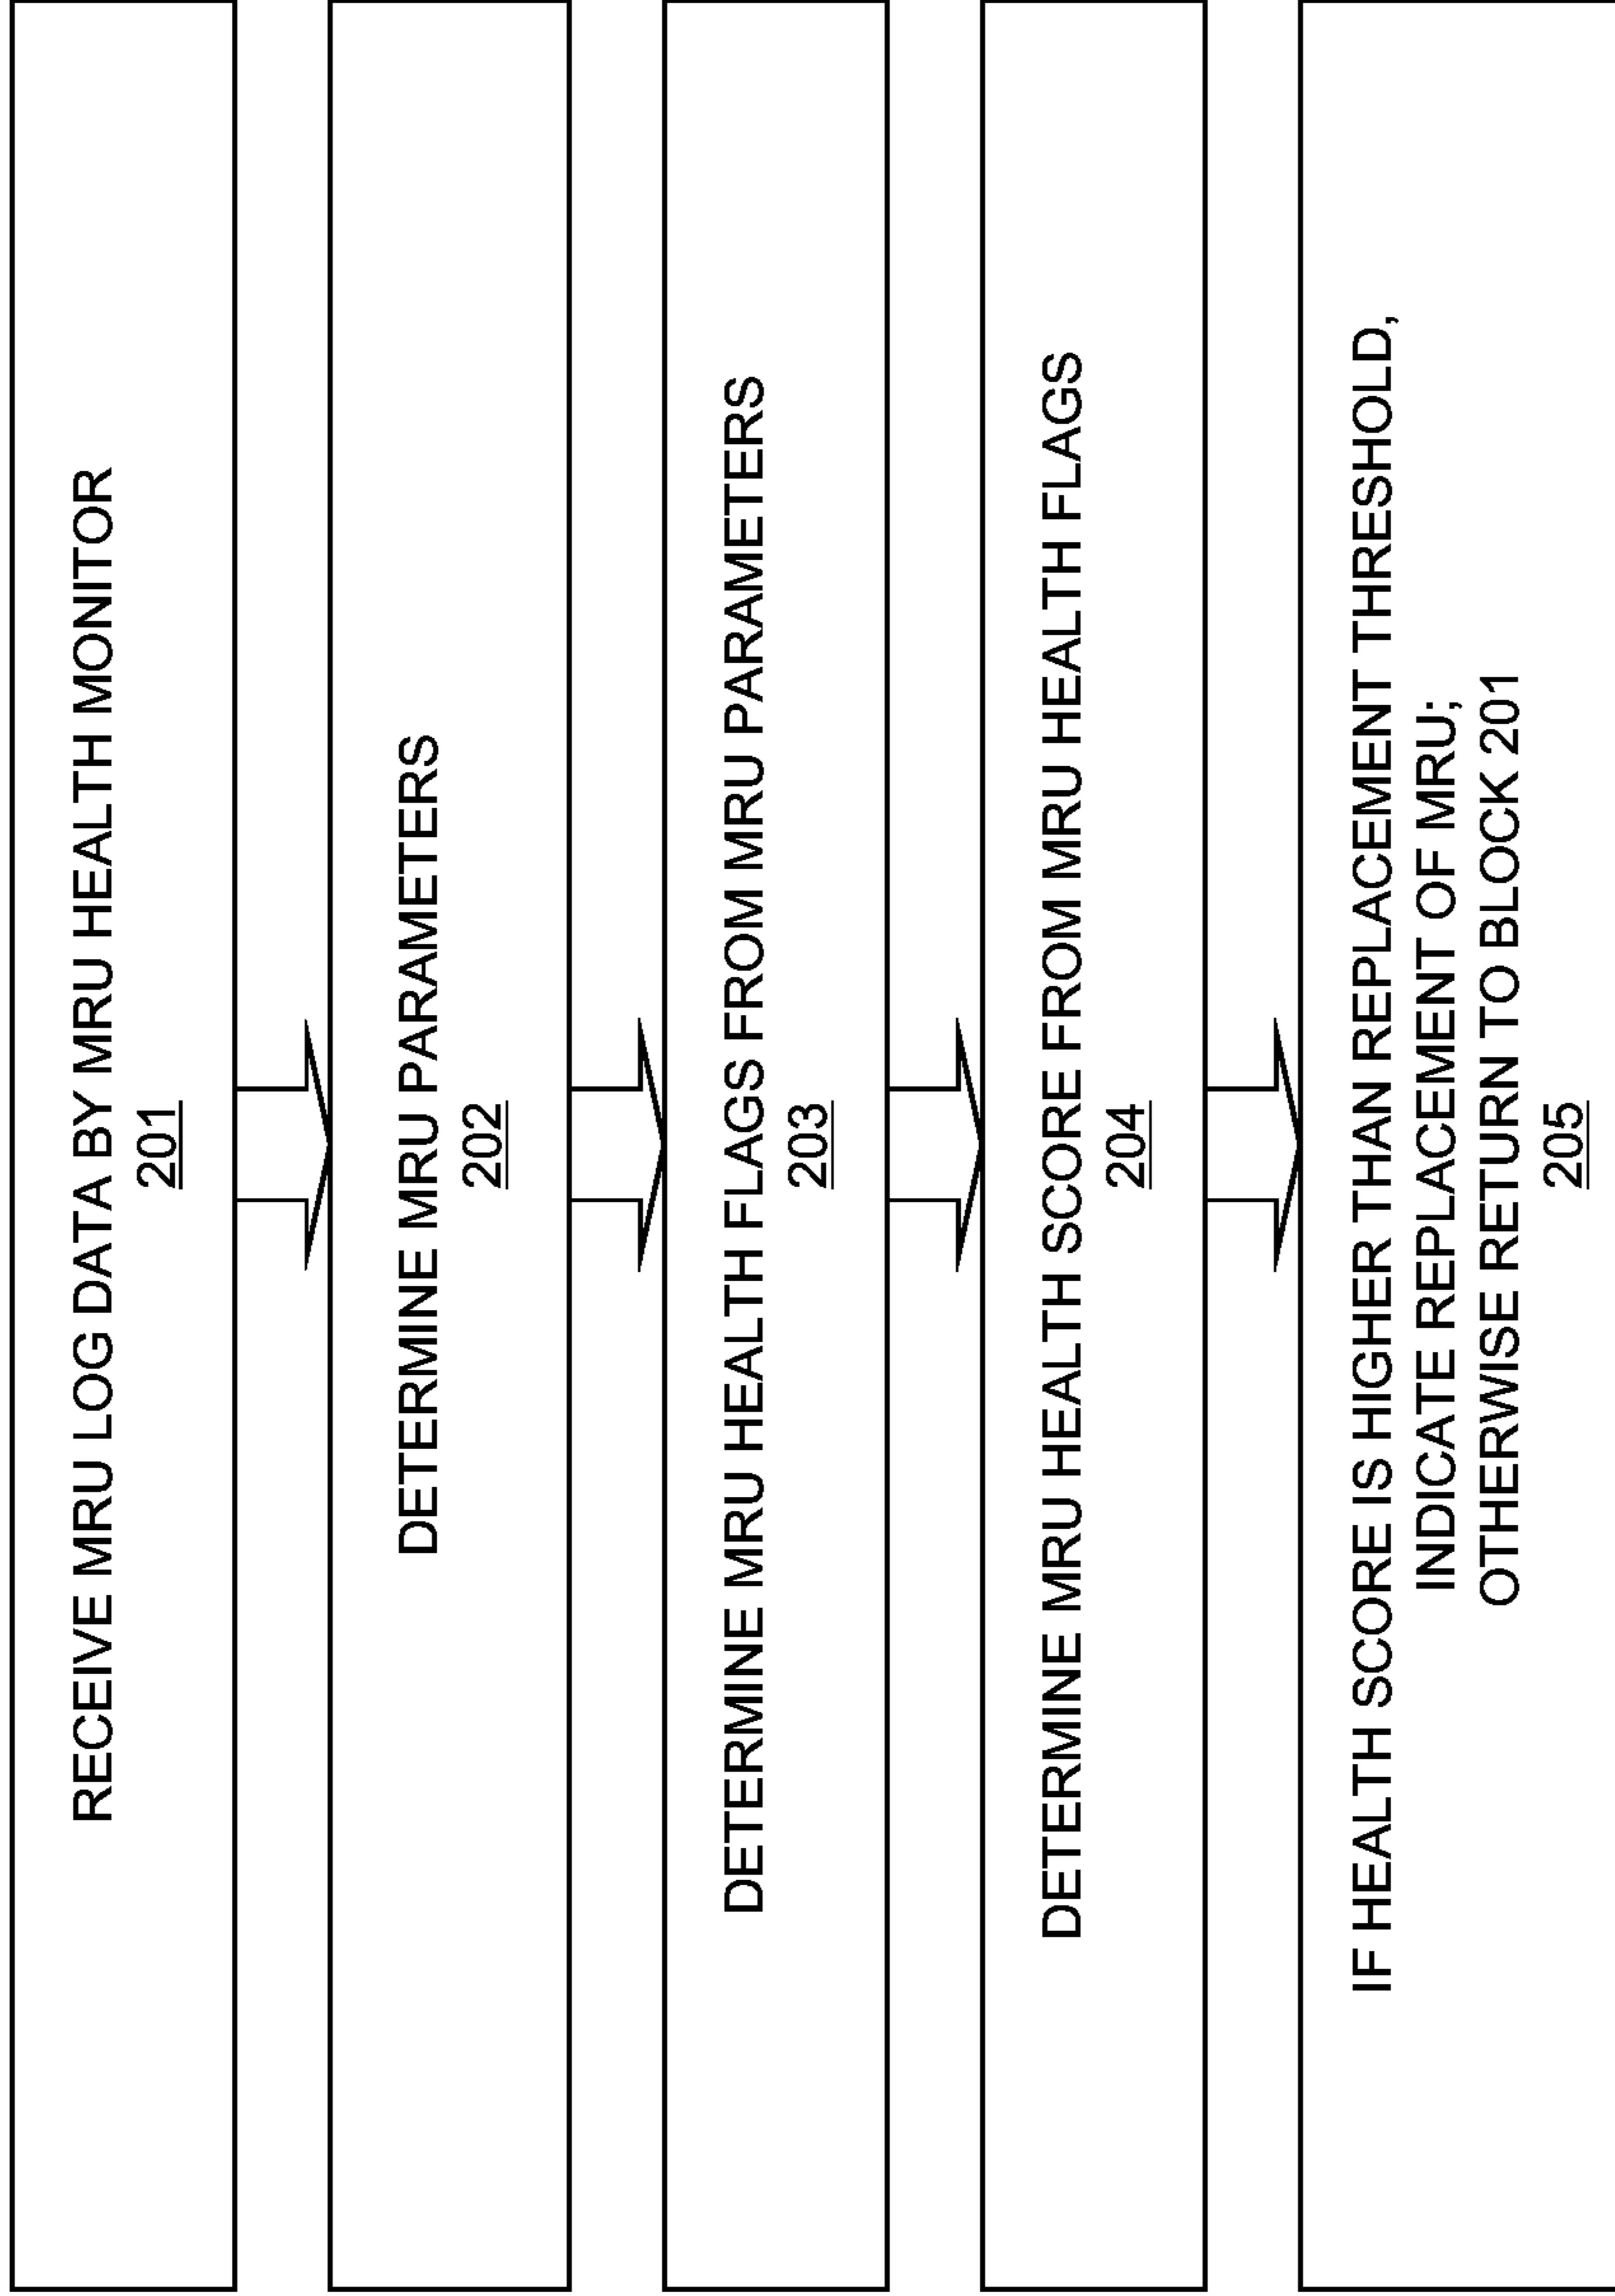 RECEIVE MRU LOG DATA BY MRU HEALTH MONITOR
201
DETERMINE MRU PARAMETERS
202
DETERMINE MRU HEALTH FLAGS FROM MRU PARAMETERS
203
DETERMINE MRU HEALTH SCORE FROM MRU HEALTH FLAGS
204
IF HEALTH SCORE IS HIGHER THAN REPLACEMENT THRESHOLD,
INDICATE REPLACEMENT OF MRU;
OTHERWISE RETURN TO BLOCK 201
205